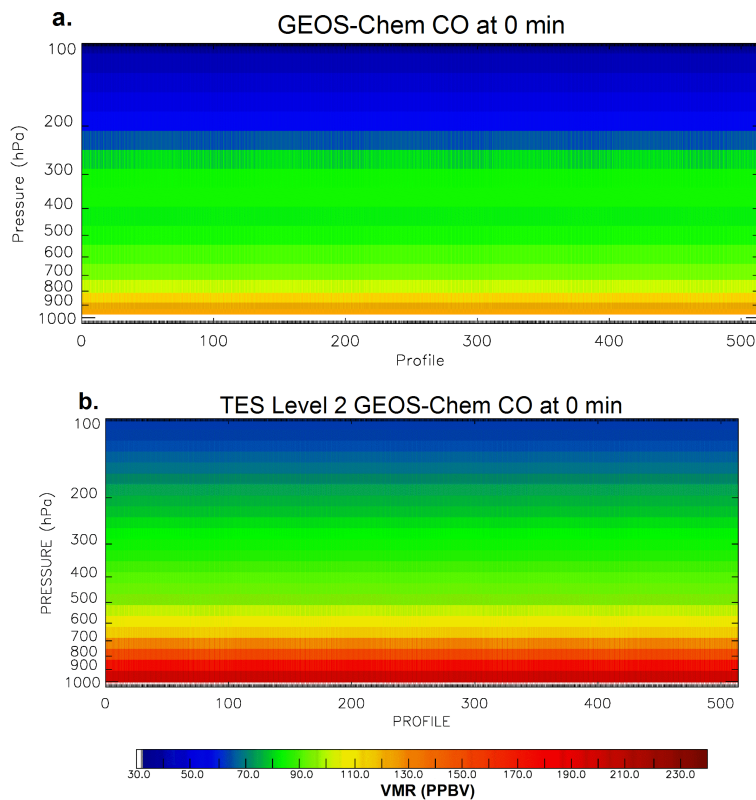 a.
GEOS-Chem CO at 0 min
100
200
300
400
500
600
700
800
900
1000
Pressure (hPa)
0 100 200 300 400 500
Profile
b.
TES Level 2 GEOS-Chem CO at 0 min
100
200
300
400
500
600
700
800
900
1000
PRESSURE (hPa)
0 100 200 300 400 500
PROFILE
30.0 50.0 70.0 90.0 110.0 130.0 150.0 170.0 190.0 210.0 230.0
VMR (PPBV)